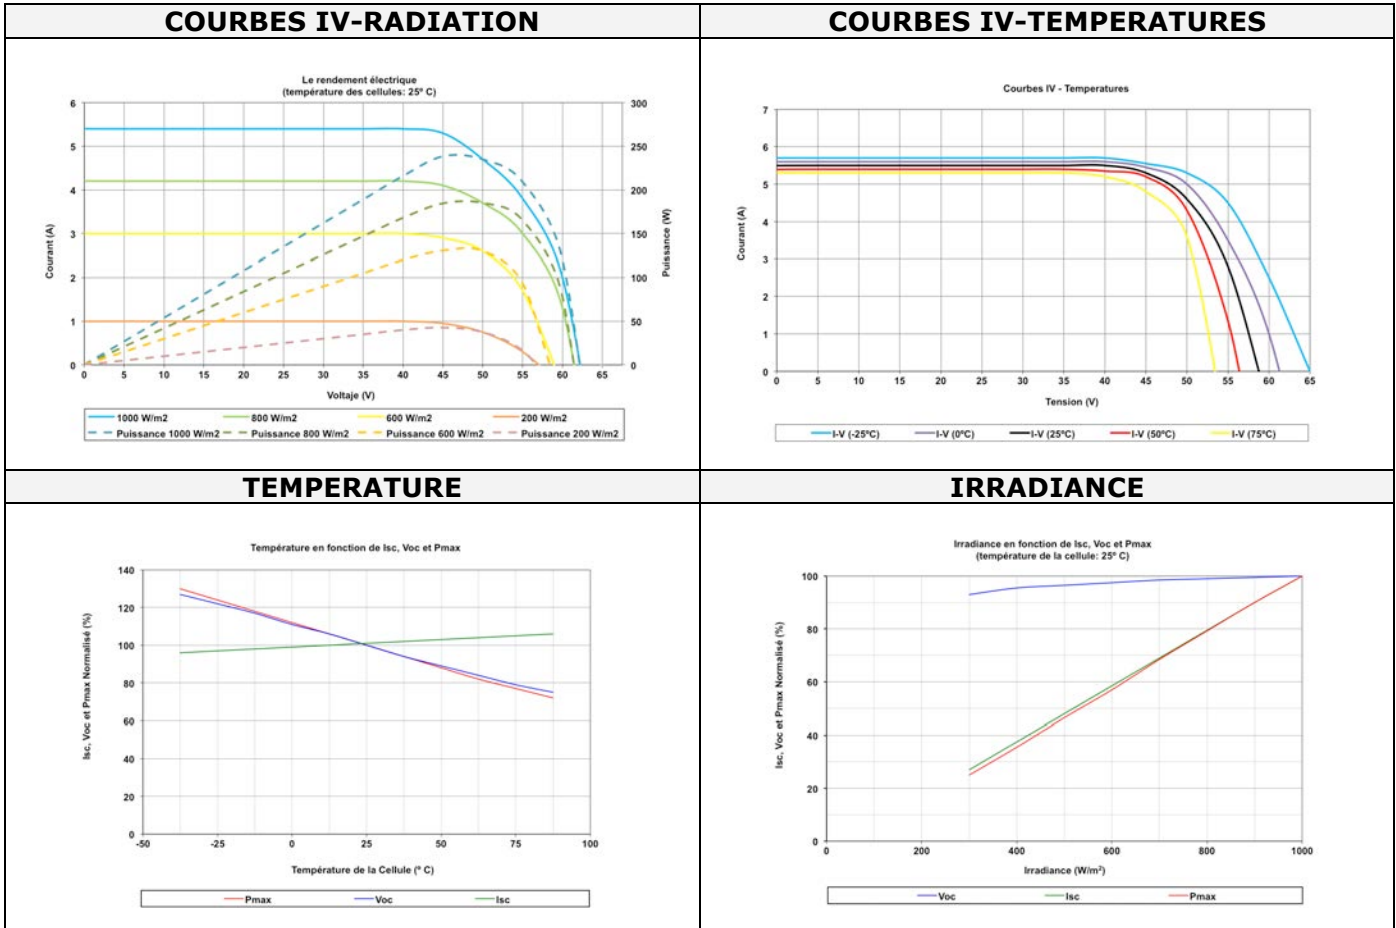 COURBES IV-RADIATION
COURBES IV-TEMPERATURES
Le rendement électrique
(température des cellules: 25º C)
6
5
4
3
2
1
0
300
250
200
150
100
50
0
0 5 10 15 20 25 30 35 40 45 50 55 60 65
Courant (A)
Puissance (W)
Voltaje (V)
1000 W/m2 800 W/m2 600 W/m2 200 W/m2
Puissance 1000 W/m2 Puissance 800 W/m2 Puissance 600 W/m2 Puissance 200 W/m2
Courbes IV - Temperatures
7
6
5
4
3
2
1
0
0 5 10 15 20 25 30 35 40 45 50 55 60 65
Courant (A)
Tension (V)
I-V (-25ºC) I-V (0ºC) I-V (25ºC) I-V (50ºC) I-V (75ºC)
TEMPERATURE
IRRADIANCE
Température en fonction de Isc, Voc et Pmax
140
120
100
80
60
40
20
0
-50 -25 0 25 50 75 100
Isc, Voc et Pmax Normalisé (%)
Température de la Cellule (º C)
Pmax Voc Isc
Irradiance en fonction de Isc, Voc et Pmax
(température de la cellule: 25º C)
100
80
60
40
20
0
0 200 400 600 800 1000
Isc, Voc et Pmax Normalisé (%)
Irradiance (W/m²)
Voc Isc Pmax